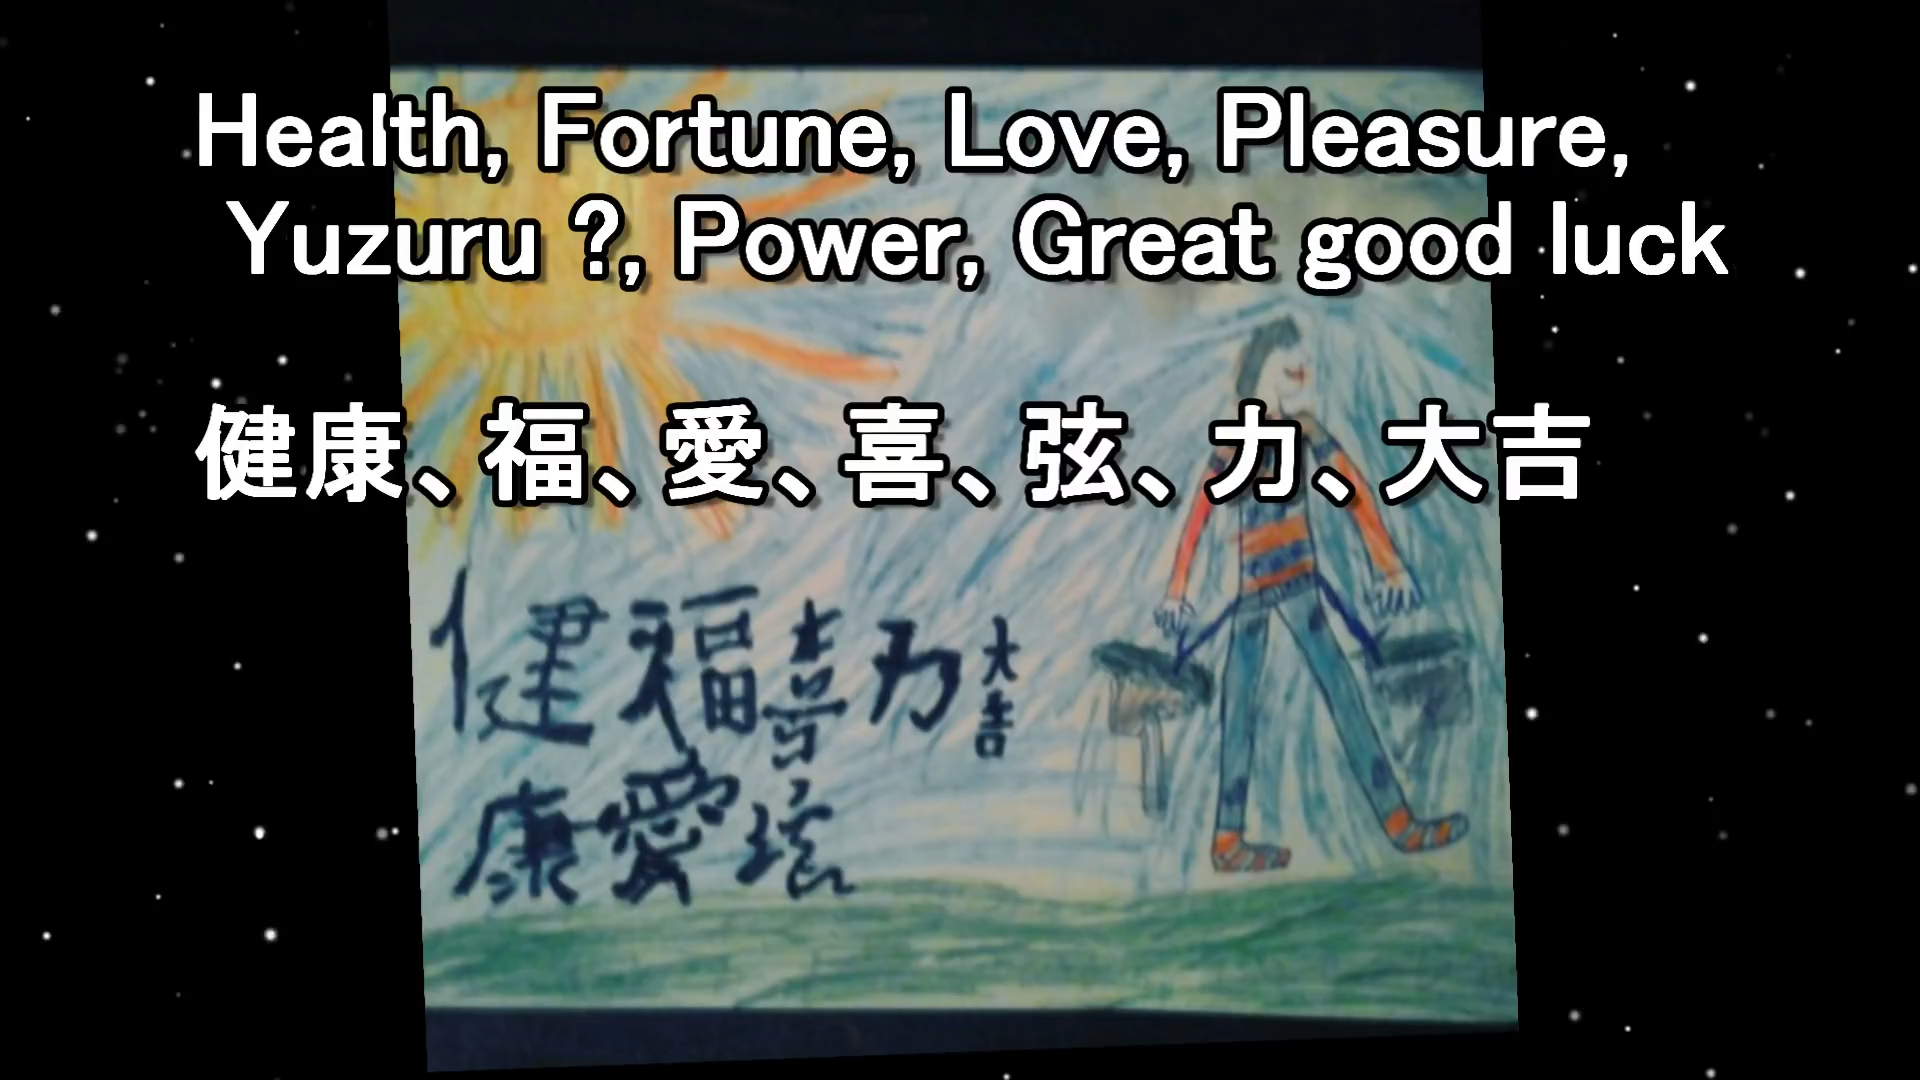 Health, Fortune, Love, Pleasure,
Yuzuru ?, Power, Great good luck
健康、福、愛、喜、弦、力、大吉
健福喜力大吉
康愛弦